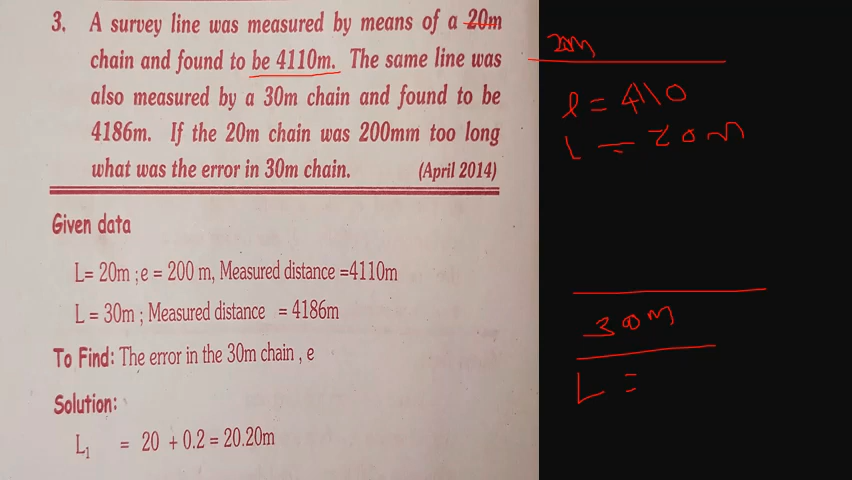 3. A survey line was measured by means of a 20m
chain and found to be 4110m. The same line was
also measured by a 30m chain and found to be
4186m. If the 20m chain was 200mm too long
what was the error in 30m chain. (April 2014)
Given data
L= 20m ; e = 200 m, Measured distance =4110m
L = 30m ; Measured distance = 4186m
To Find: The error in the 30m chain , e
Solution:
L1 = 20 + 0.2 = 20.20m
20m
l = 4110
L = 20m
30m
L =